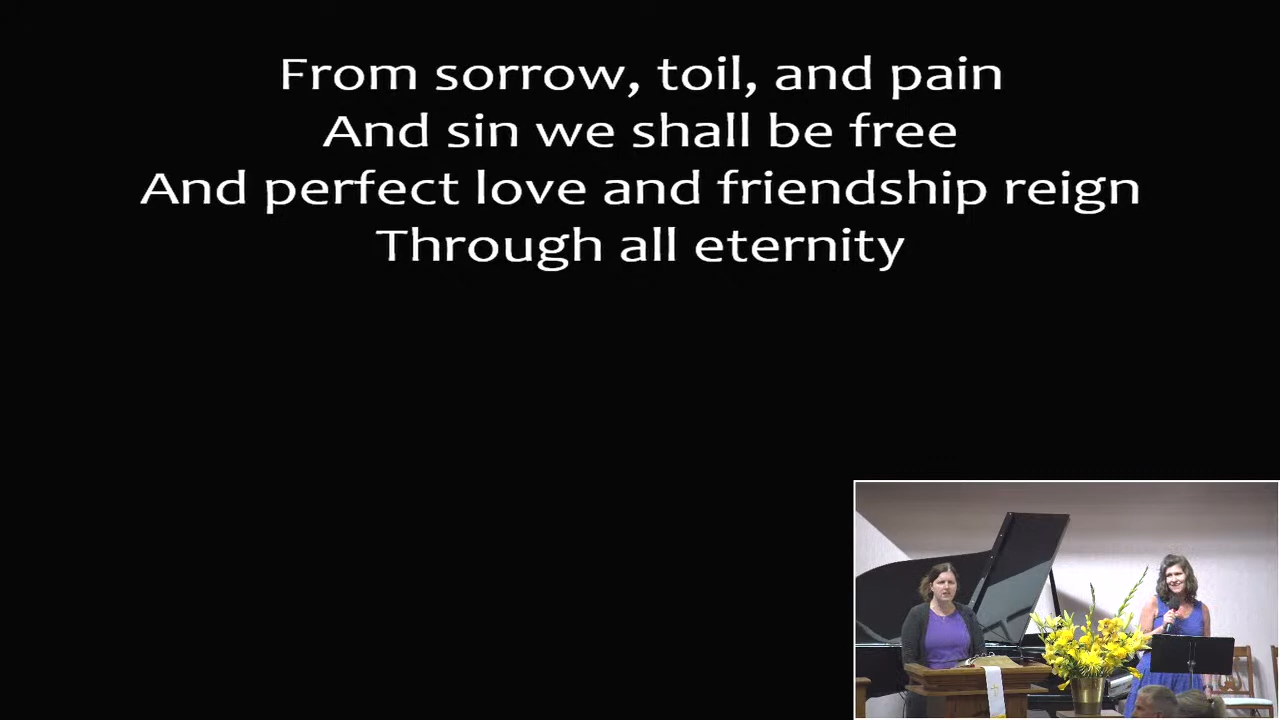 From sorrow, toil, and pain
And sin we shall be free
And perfect love and friendship reign
Through all eternity